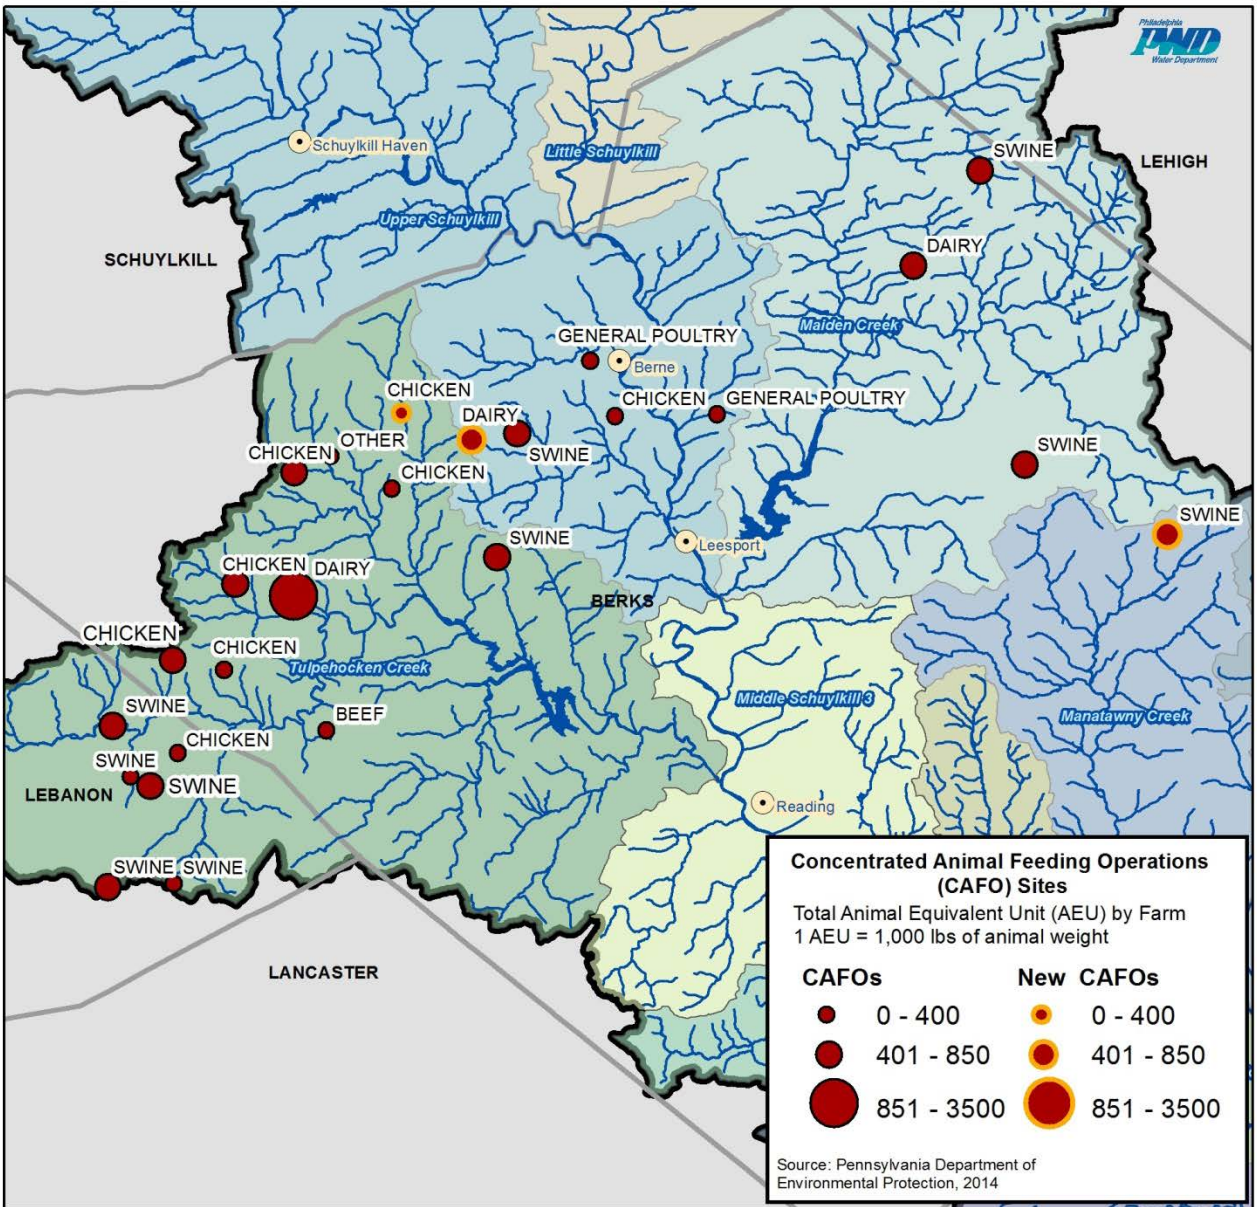 Philadelphia
PWD
Water Department
Schuylkill Haven
Little Schuylkill
SWINE
LEHIGH
Upper Schuylkill
DAIRY
SCHUYLKILL
Maiden Creek
GENERAL POULTRY
Berne
CHICKEN
CHICKEN
GENERAL POULTRY
DAIRY
OTHER
SWINE
CHICKEN
SWINE
CHICKEN
SWINE
SWINE
Leesport
CHICKEN
DAIRY
BERKS
CHICKEN
CHICKEN
Tulpehocken Creek
Middle Schuylkill 3
SWINE
BEEF
Manatawny Creek
CHICKEN
SWINE
SWINE
LEBANON
Reading
SWINE
SWINE
LANCASTER
Concentrated Animal Feeding Operations
(CAFO) Sites
Total Animal Equivalent Unit (AEU) by Farm
1 AEU = 1,000 lbs of animal weight
CAFOs
New CAFOs
0 - 400
0 - 400
401 - 850
401 - 850
851 - 3500
851 - 3500
Source: Pennsylvania Department of
Environmental Protection, 2014